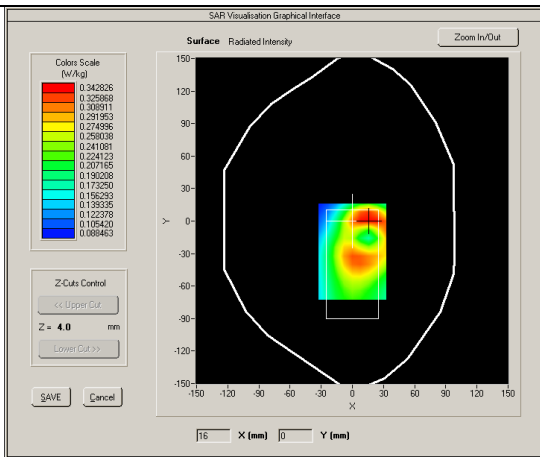 SAR Visualisation Graphical Interface
Surface Radiated Intensity
Zoom In/Out
Colors Scale
(W/kg)
0.342826
0.325868
0.308911
0.291953
0.274996
0.258038
0.241081
0.224123
0.207165
0.190208
0.173250
0.156293
0.139335
0.122378
0.105420
0.088463
Z-Cuts Control
<< Upper Cut
Z = 4.0 mm
Lower Cut >>
SAVE
Cancel
150
120
90
60
30
0
-30
-60
-90
-120
-150
Y
-150 -120 -90 -60 -30 0 30 60 90 120 150
X
16 X (mm) 0 Y (mm)